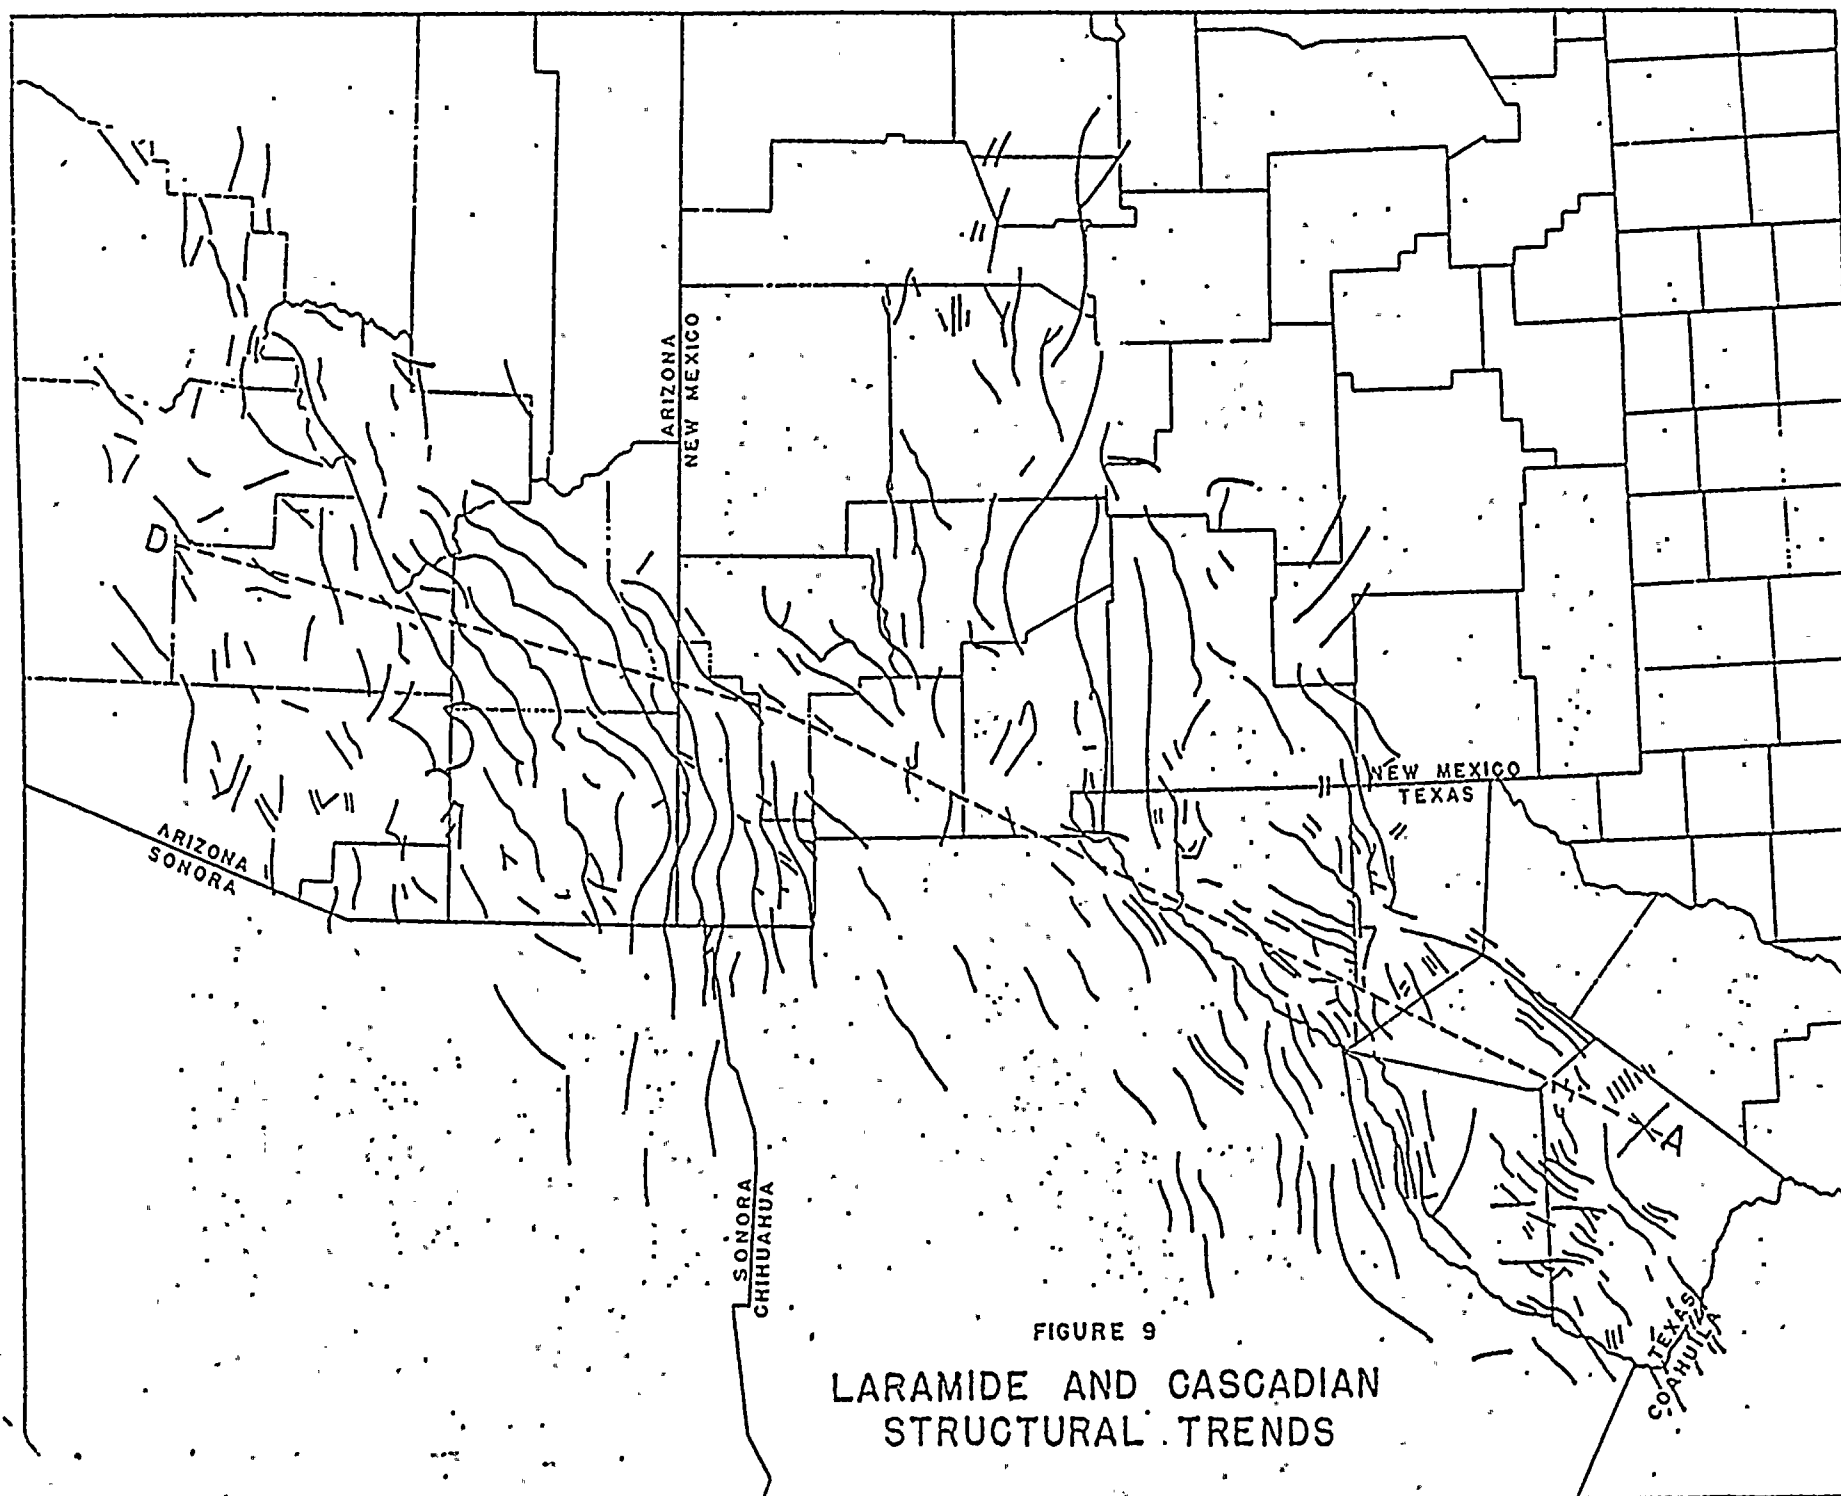 ARIZONA
NEW MEXICO
D
NEW MEXICO
TEXAS
ARIZONA
SONORA
A
SONORA
CHIHUAHUA
TEXAS
COAHUILA
FIGURE 9
LARAMIDE AND CASCADIAN
STRUCTURAL TRENDS